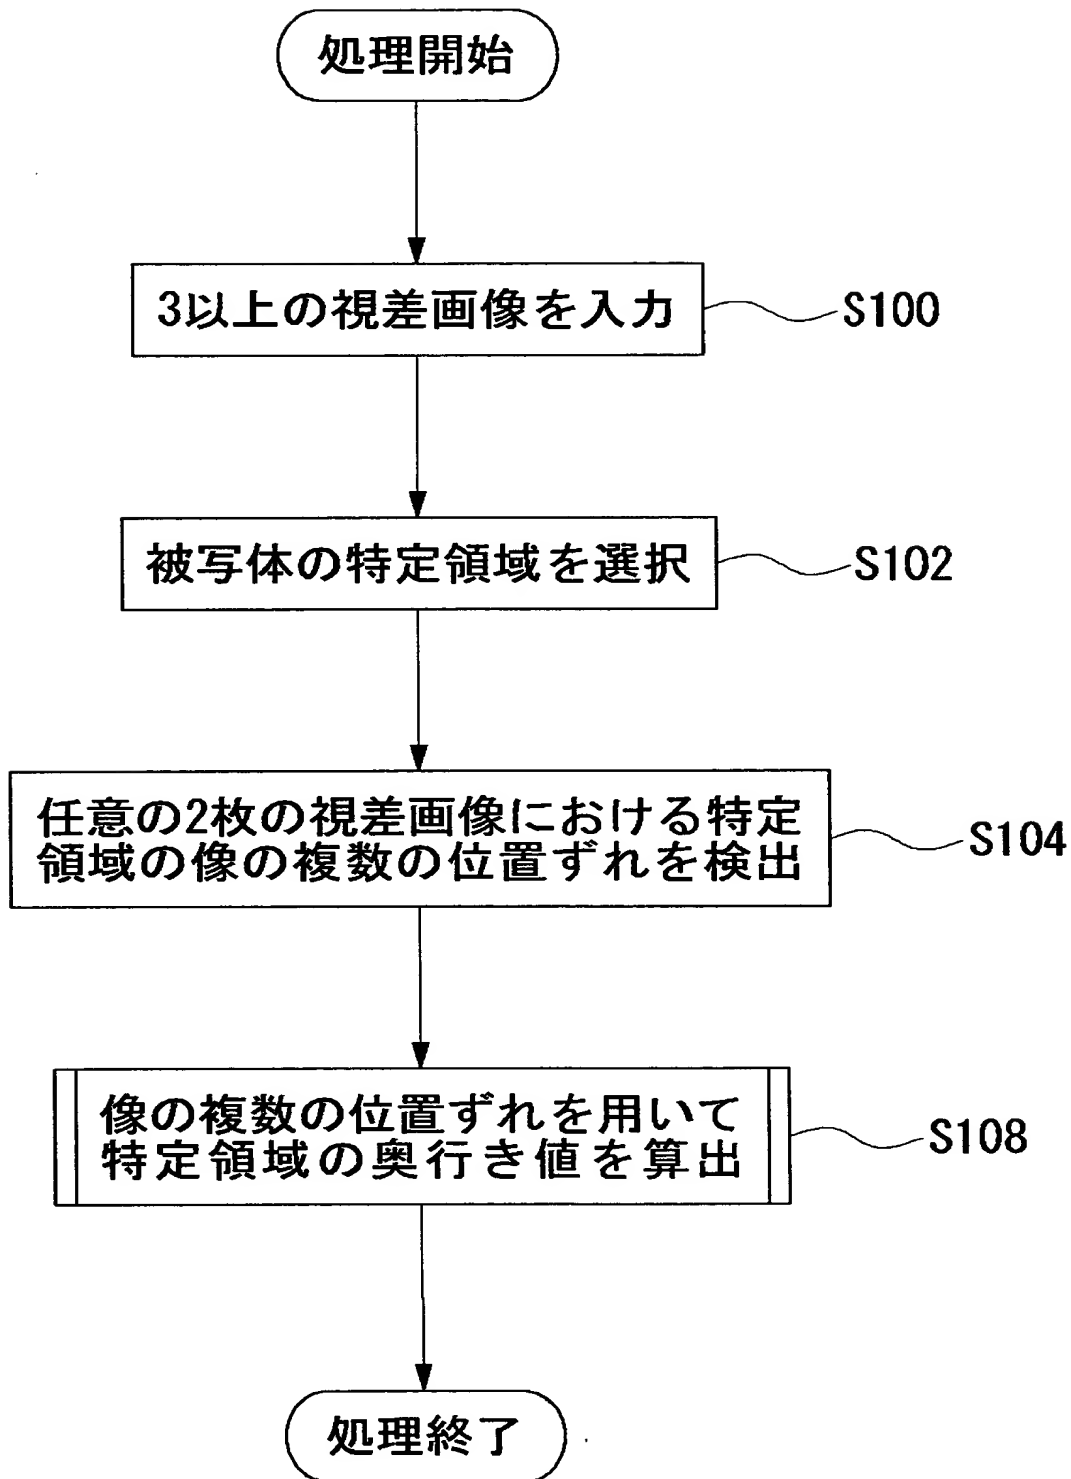 処理開始
3以上の視差画像を入力
S100
被写体の特定領域を選択
S102
任意の2枚の視差画像における特定
領域の像の複数の位置ずれを検出
S104
像の複数の位置ずれを用いて
特定領域の奥行き値を算出
S108
処理終了